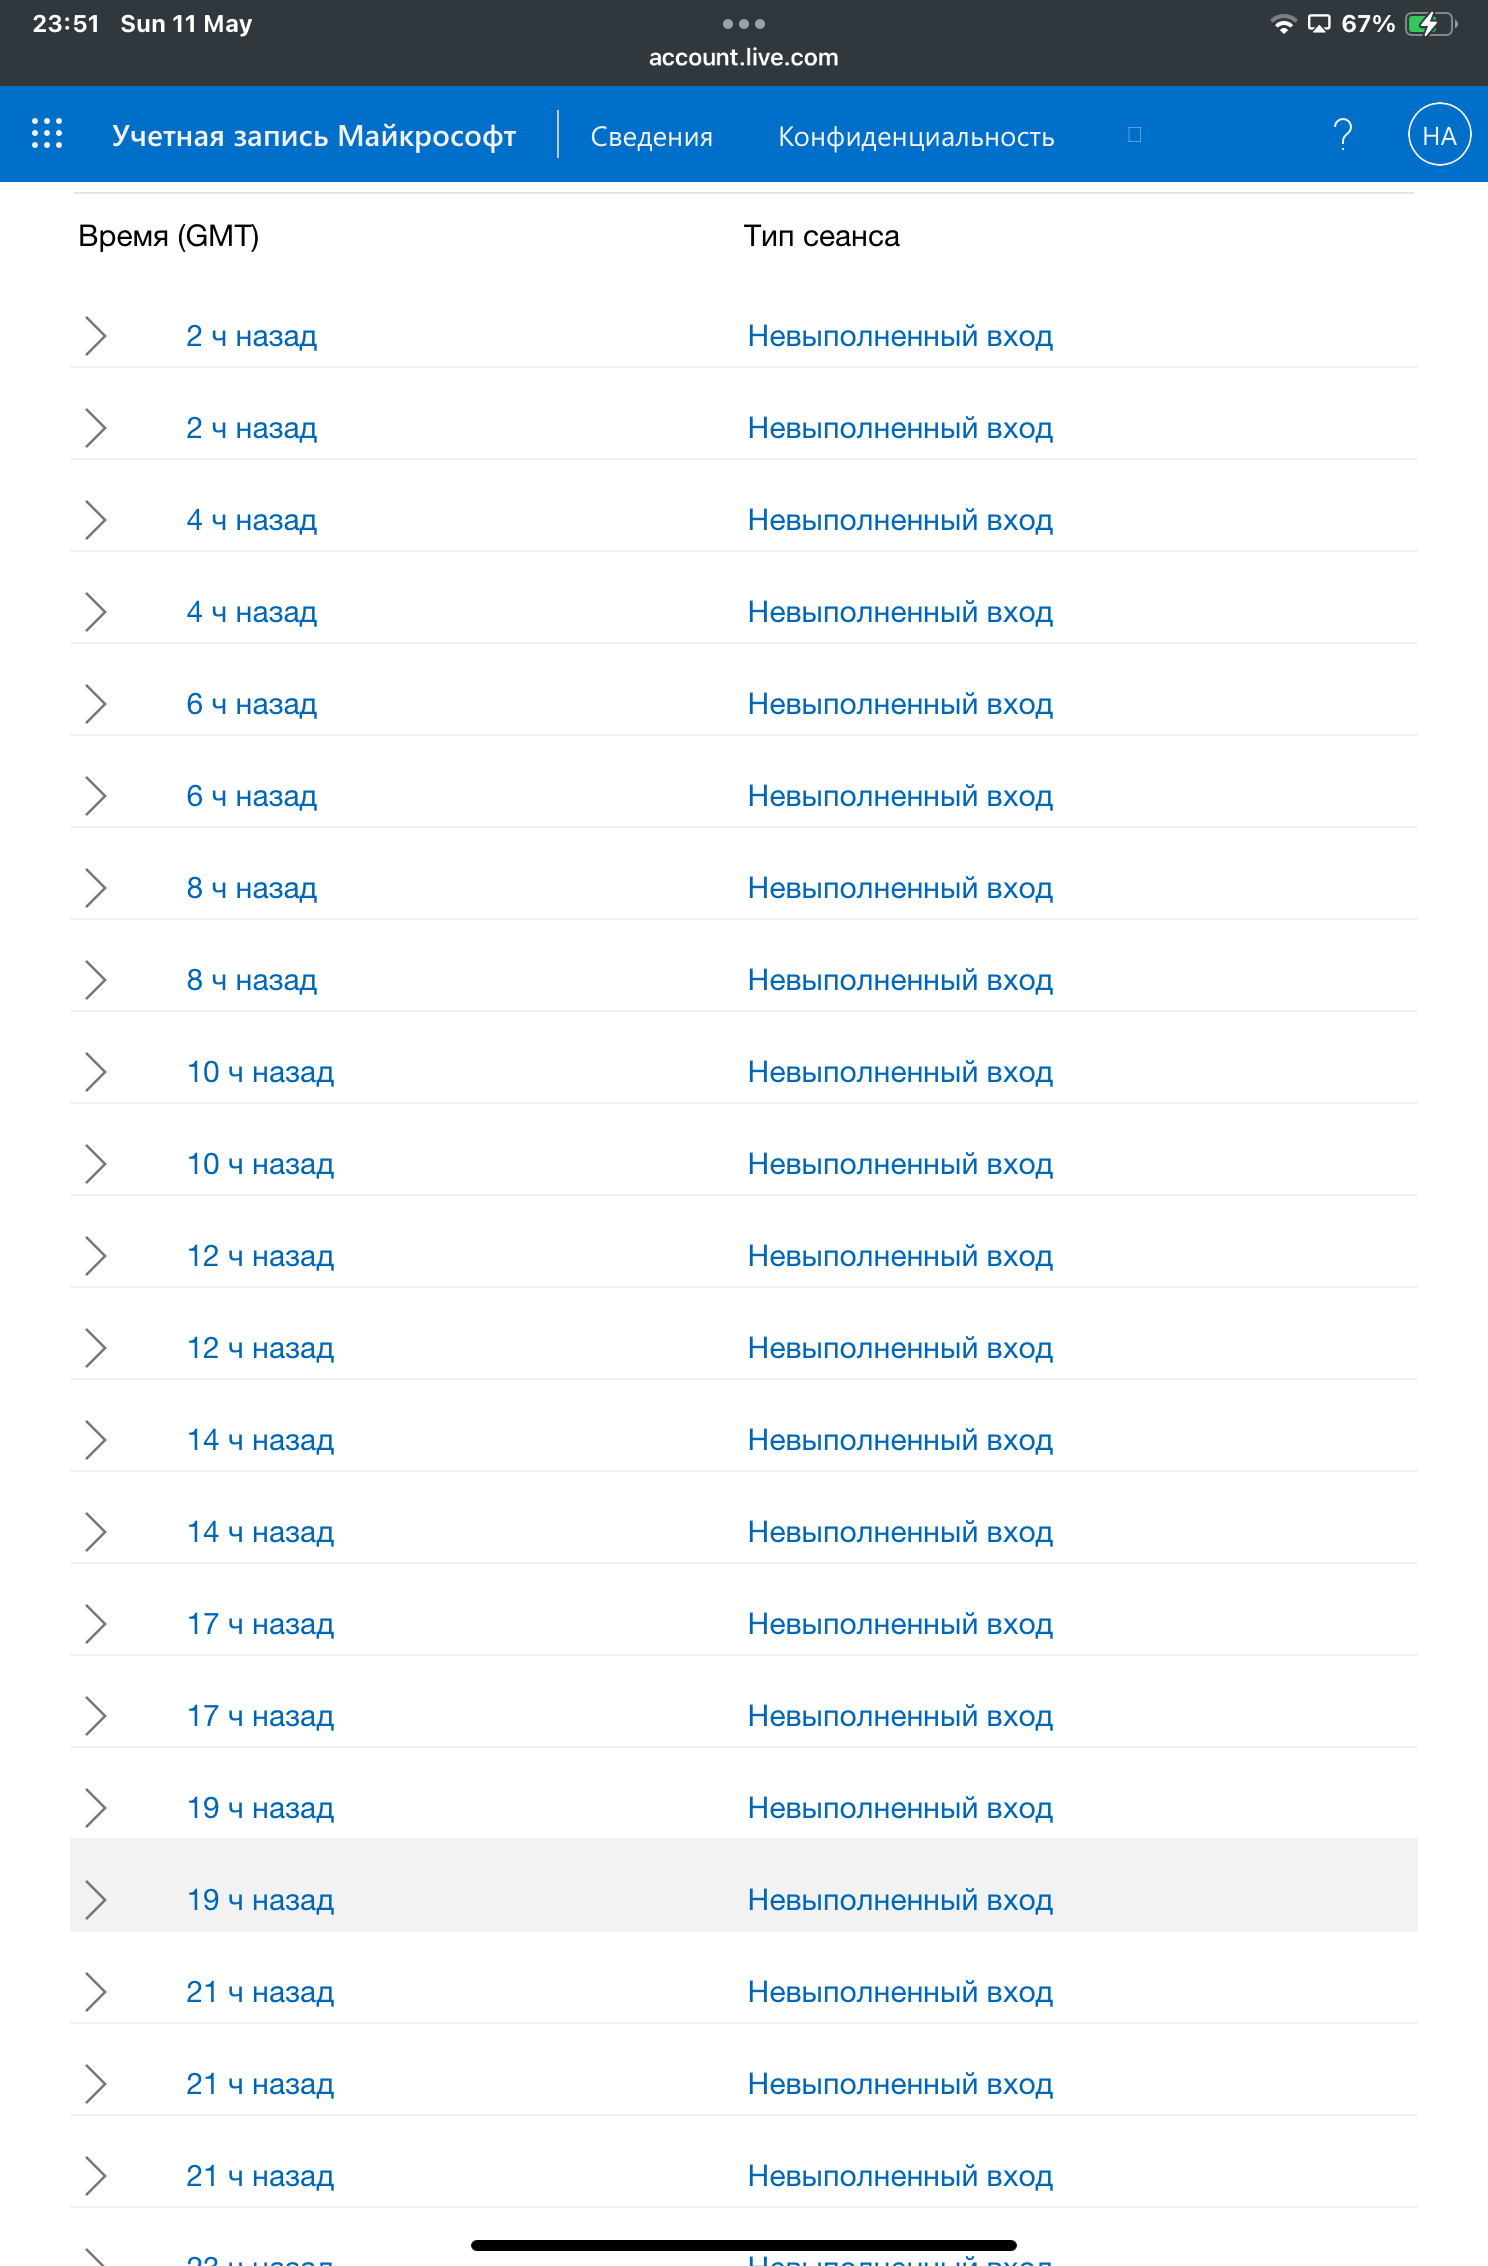 23:51 Sun 11 May
67%
account.live.com
Учетная запись Майкрософт Сведения Конфиденциальность ? НА
Время (GMT) Тип сеанса
2 ч назад Невыполненный вход
2 ч назад Невыполненный вход
4 ч назад Невыполненный вход
4 ч назад Невыполненный вход
6 ч назад Невыполненный вход
6 ч назад Невыполненный вход
8 ч назад Невыполненный вход
8 ч назад Невыполненный вход
10 ч назад Невыполненный вход
10 ч назад Невыполненный вход
12 ч назад Невыполненный вход
12 ч назад Невыполненный вход
14 ч назад Невыполненный вход
14 ч назад Невыполненный вход
17 ч назад Невыполненный вход
17 ч назад Невыполненный вход
19 ч назад Невыполненный вход
19 ч назад Невыполненный вход
21 ч назад Невыполненный вход
21 ч назад Невыполненный вход
21 ч назад Невыполненный вход